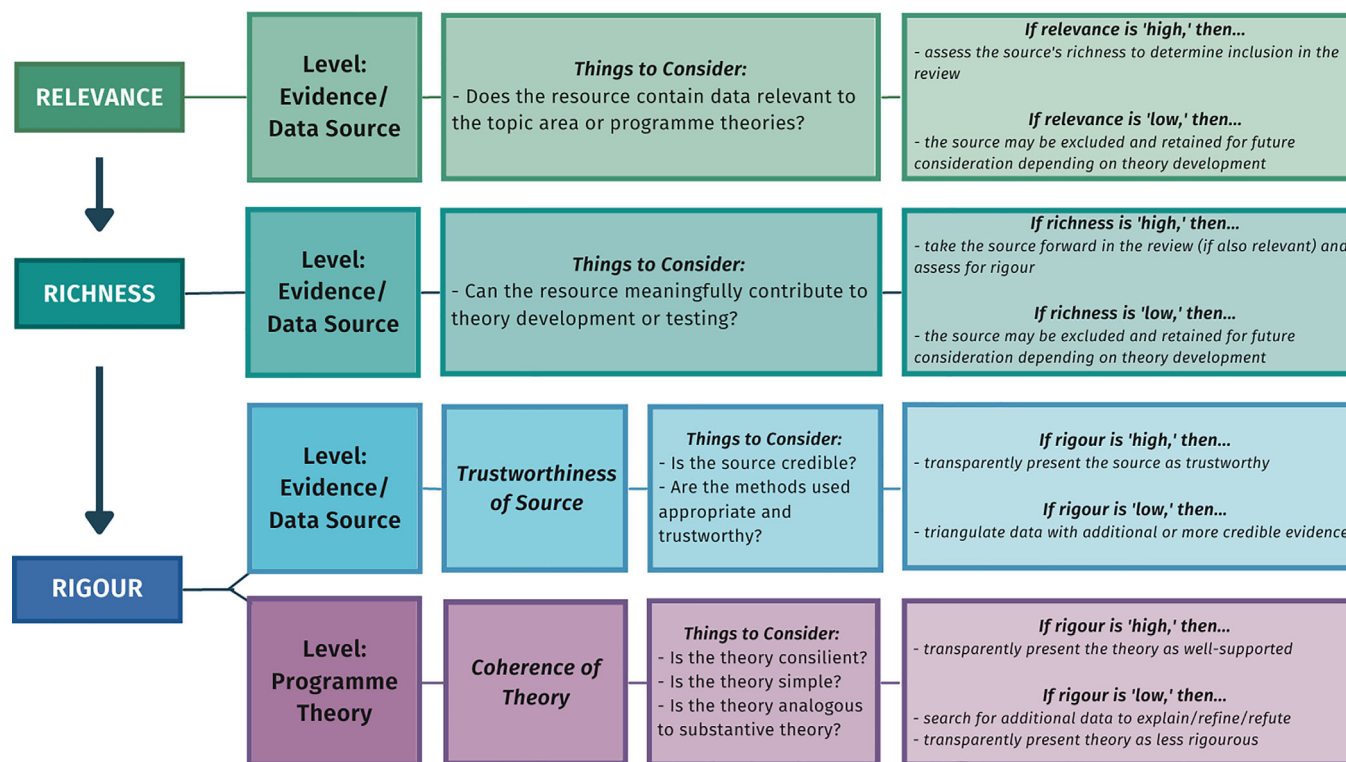 RELEVANCE
Level:
Evidence/
Data Source
Things to Consider:
- Does the resource contain data relevant to
the topic area or programme theories?
If relevance is 'high,' then...
- assess the source's richness to determine inclusion in the
review
If relevance is 'low,' then...
- the source may be excluded and retained for future
consideration depending on theory development
RICHNESS
Level:
Evidence/
Data Source
Things to Consider:
- Can the resource meaningfully contribute to
theory development or testing?
If richness is 'high,' then...
- take the source forward in the review (if also relevant) and
assess for rigour
If richness is 'low,' then...
- the source may be excluded and retained for future
consideration depending on theory development
RIGOUR
Level:
Evidence/
Data Source
Trustworthiness
of Source
Things to Consider:
- Is the source credible?
- Are the methods used
appropriate and
trustworthy?
If rigour is 'high,' then...
- transparently present the source as trustworthy
If rigour is 'low,' then...
- triangulate data with additional or more credible evidence
Level:
Programme
Theory
Coherence of
Theory
Things to Consider:
- Is the theory consilient?
- Is the theory simple?
- Is the theory analogous
to substantive theory?
If rigour is 'high,' then...
- transparently present the theory as well-supported
If rigour is 'low,' then...
- search for additional data to explain/refine/refute
- transparently present theory as less rigourous